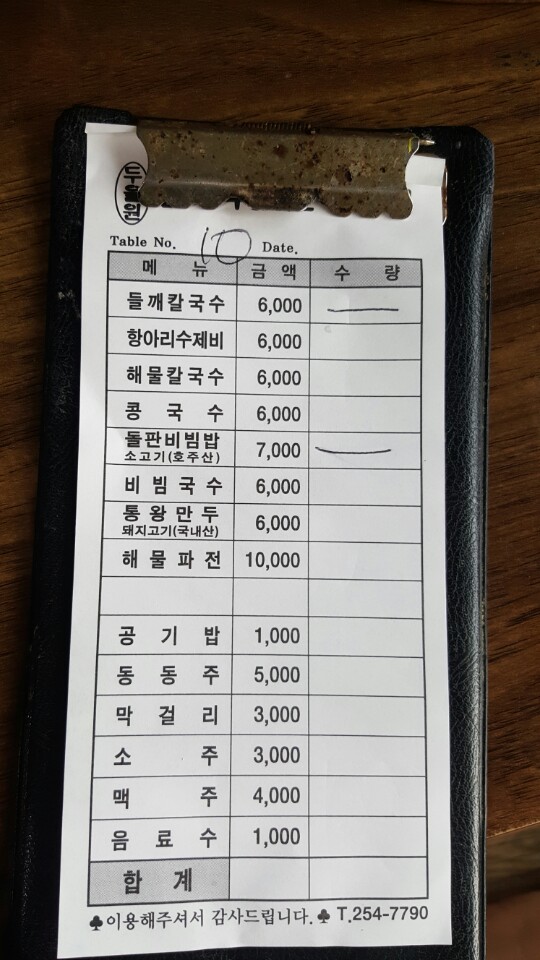 두울원
Table No. 10 Date.
메 뉴 금 액 수 량
들깨칼국수 6,000 —
항아리수제비 6,000
해물칼국수 6,000
콩 국 수 6,000
돌판비빔밥 7,000 —
소고기(호주산)
비 빔 국 수 6,000
통 왕 만 두 6,000
돼지고기(국내산)
해 물 파 전 10,000
공 기 밥 1,000
동 동 주 5,000
막 걸 리 3,000
소 주 3,000
맥 주 4,000
음 료 수 1,000
합 계
♣이용해주셔서 감사드립니다.♣ T.254-7790